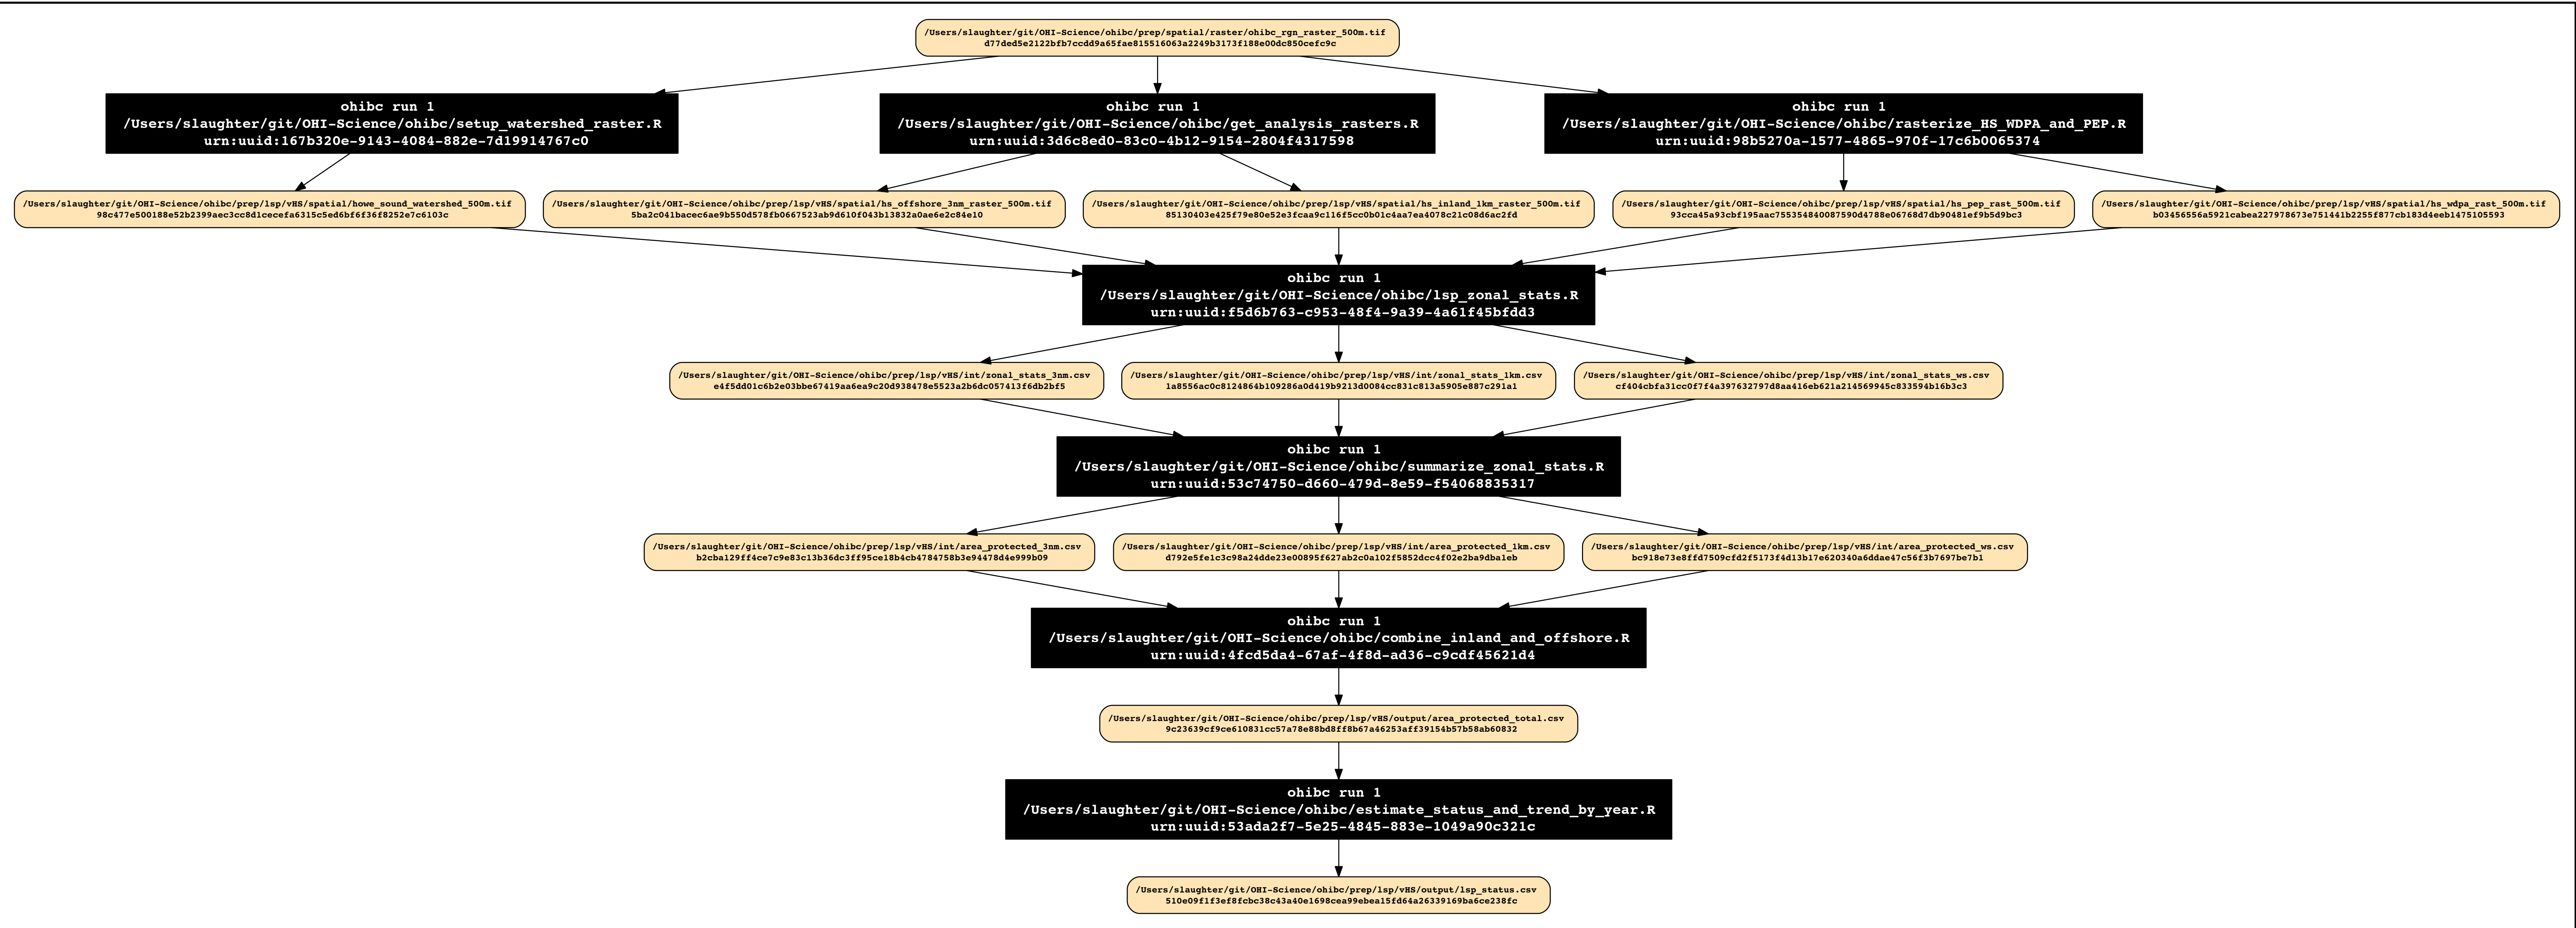 /Users/slaughter/git/OHI-Science/ohibc/prep/spatial/raster/ohibc_rgn_raster_500m.tif
d77ded5e2122bfb7ccdd9a65fae815516063a2249b3173f188e00dc850cefc9c
ohibc run 1
/Users/slaughter/git/OHI-Science/ohibc/setup_watershed_raster.R
urn:uuid:167b320e-9143-4084-882e-7d19914767c0
ohibc run 1
/Users/slaughter/git/OHI-Science/ohibc/get_analysis_rasters.R
urn:uuid:3d6c8ed0-83c0-4b12-9154-2804f4317598
ohibc run 1
/Users/slaughter/git/OHI-Science/ohibc/rasterize_HS_WDPA_and_PEP.R
urn:uuid:98b5270a-1577-4865-970f-17c6b0065374
/Users/slaughter/git/OHI-Science/ohibc/prep/lsp/vHS/spatial/howe_sound_watershed_500m.tif
98c477e500188e52b2399aec3cc8d1cecefa6315c5ed6bf6f36f8252e7c6103c
/Users/slaughter/git/OHI-Science/ohibc/prep/lsp/vHS/spatial/hs_offshore_3nm_raster_500m.tif
5ba2c041bacec6ae9b550d578fb0667523ab9d610f043b13832a0ae6e2c84e10
/Users/slaughter/git/OHI-Science/ohibc/prep/lsp/vHS/spatial/hs_inland_1km_raster_500m.tif
85130403e425f79e80e52e3fcaa9c116f5cc0b01c4aa7ea4078c21c08d6ac2fd
/Users/slaughter/git/OHI-Science/ohibc/prep/lsp/vHS/spatial/hs_pep_rast_500m.tif
93cca45a93cbf195aac755354840087590d4788e06768d7db90481ef9b5d9bc3
/Users/slaughter/git/OHI-Science/ohibc/prep/lsp/vHS/spatial/hs_wdpa_rast_500m.tif
b03456556a5921cabea227978673e751441b2255f877cb183d4eeb1475105593
ohibc run 1
/Users/slaughter/git/OHI-Science/ohibc/lsp_zonal_stats.R
urn:uuid:f5d6b763-c953-48f4-9a39-4a61f45bfdd3
/Users/slaughter/git/OHI-Science/ohibc/prep/lsp/vHS/int/zonal_stats_3nm.csv
e4f5dd01c6b2e03bbe67419aa6ea9c20d938478e5523a2b6dc057413f6db2bf5
/Users/slaughter/git/OHI-Science/ohibc/prep/lsp/vHS/int/zonal_stats_1km.csv
1a8556ac0c8124864b109286a0d419b9213d0084cc831c813a5905e887c291a1
/Users/slaughter/git/OHI-Science/ohibc/prep/lsp/vHS/int/zonal_stats_ws.csv
cf404cbfa31cc0f7f4a397632797d8aa416eb621a214569945c833594b16b3c3
ohibc run 1
/Users/slaughter/git/OHI-Science/ohibc/summarize_zonal_stats.R
urn:uuid:53c74750-d660-479d-8e59-f54068835317
/Users/slaughter/git/OHI-Science/ohibc/prep/lsp/vHS/int/area_protected_3nm.csv
b2cba129ff4ce7c9e83c13b36dc3ff95ce18b4cb4784758b3e94478d4e999b09
/Users/slaughter/git/OHI-Science/ohibc/prep/lsp/vHS/int/area_protected_1km.csv
d792e5fe1c3c98a24dde23e00895f627ab2c0a102f5852dcc4f02e2ba9dba1eb
/Users/slaughter/git/OHI-Science/ohibc/prep/lsp/vHS/int/area_protected_ws.csv
bc918e73e8ffd7509cfd2f5173f4d13b17e620340a6ddae47c56f3b7697be7b1
ohibc run 1
/Users/slaughter/git/OHI-Science/ohibc/combine_inland_and_offshore.R
urn:uuid:4fcd5da4-67af-4f8d-ad36-c9cdf45621d4
/Users/slaughter/git/OHI-Science/ohibc/prep/lsp/vHS/output/area_protected_total.csv
9c23639cf9ce610831cc57a78e88bd8ff8b67a46253aff39154b57b58ab60832
ohibc run 1
/Users/slaughter/git/OHI-Science/ohibc/estimate_status_and_trend_by_year.R
urn:uuid:53ada2f7-5e25-4845-883e-1049a90c321c
/Users/slaughter/git/OHI-Science/ohibc/prep/lsp/vHS/output/lsp_status.csv
510e09f1f3ef8fcbc38c43a40e1698cea99ebea15fd64a26339169ba6ce238fc